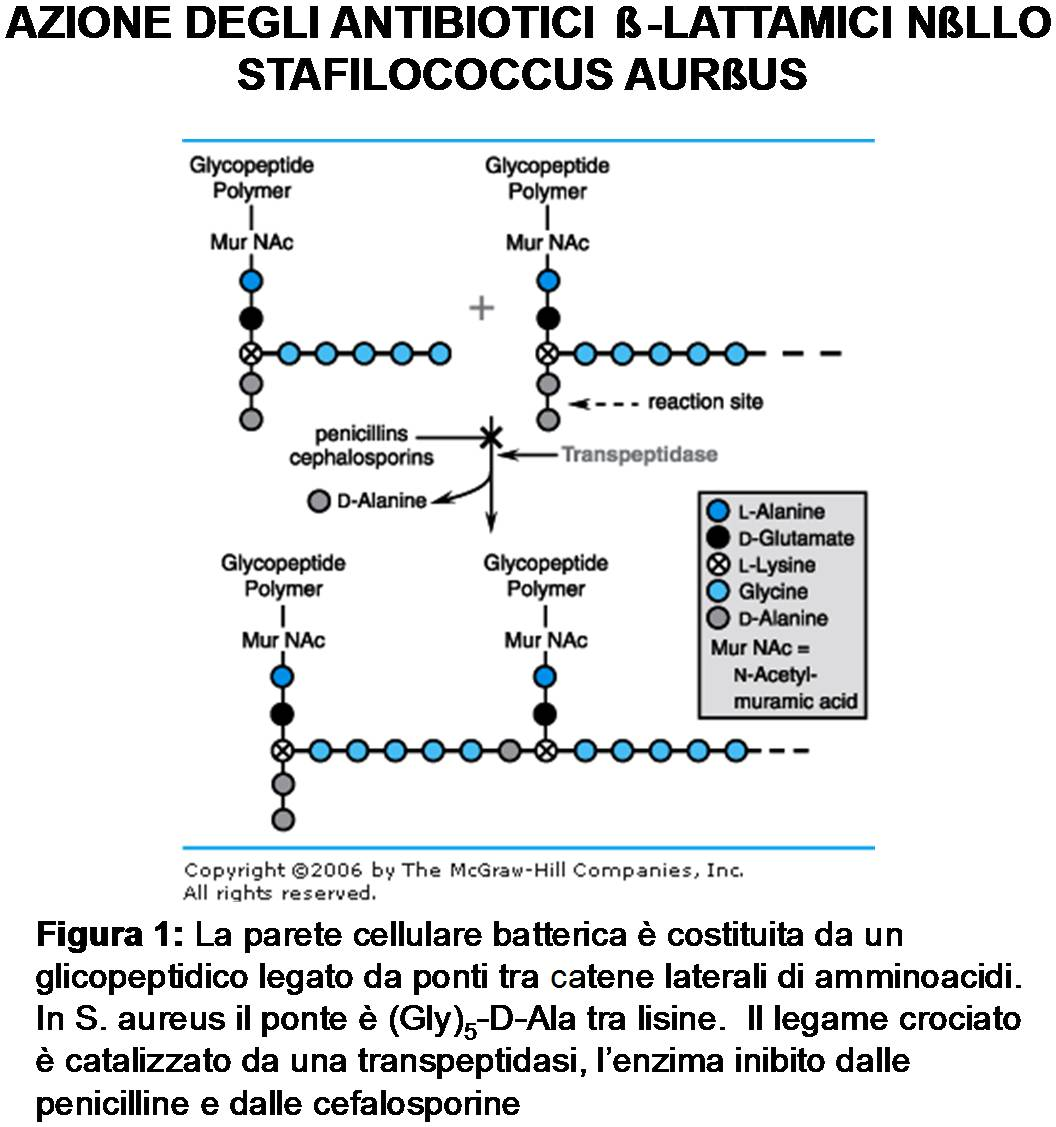 AZIONE DEGLI ANTIBIOTICI ß-LATTAMICI NßLLO
STAFILOCOCCUS AURßUS
Glycopeptide
Polymer
Mur NAc
Glycopeptide
Polymer
Mur NAc
+
reaction site
penicillins
cephalosporins
Transpeptidase
D-Alanine
Glycopeptide
Polymer
Mur NAc
Glycopeptide
Polymer
Mur NAc
L-Alanine
D-Glutamate
L-Lysine
Glycine
D-Alanine
Mur NAc =
N-Acetyl-
muramic acid
Copyright ©2006 by The McGraw-Hill Companies, Inc.
All rights reserved.
Figura 1: La parete cellulare batterica è costituita da un
glicopeptidico legato da ponti tra catene laterali di amminoacidi.
In S. aureus il ponte è (Gly)5-D-Ala tra lisine. Il legame crociato
è catalizzato da una transpeptidasi, l’enzima inibito dalle
penicilline e dalle cefalosporine